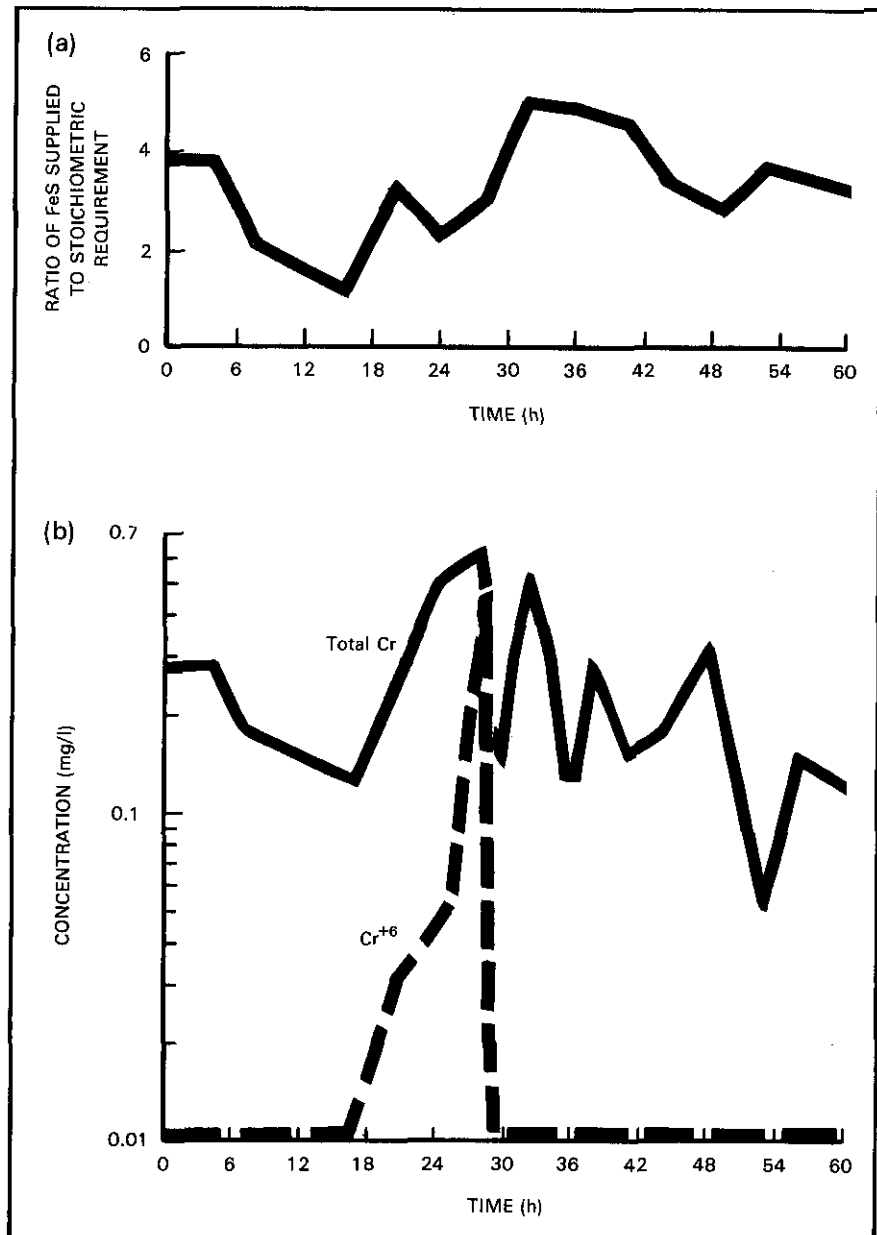 (a)
RATIO OF FeS SUPPLIED
TO STOICHIOMETRIC
REQUIREMENT
6
4
2
0
0 6 12 18 24 30 36 42 48 54 60
TIME (h)
(b)
CONCENTRATION (mg/l)
0.7
0.1
0.01
Total Cr
Cr+6
0 6 12 18 24 30 36 42 48 54 60
TIME (h)